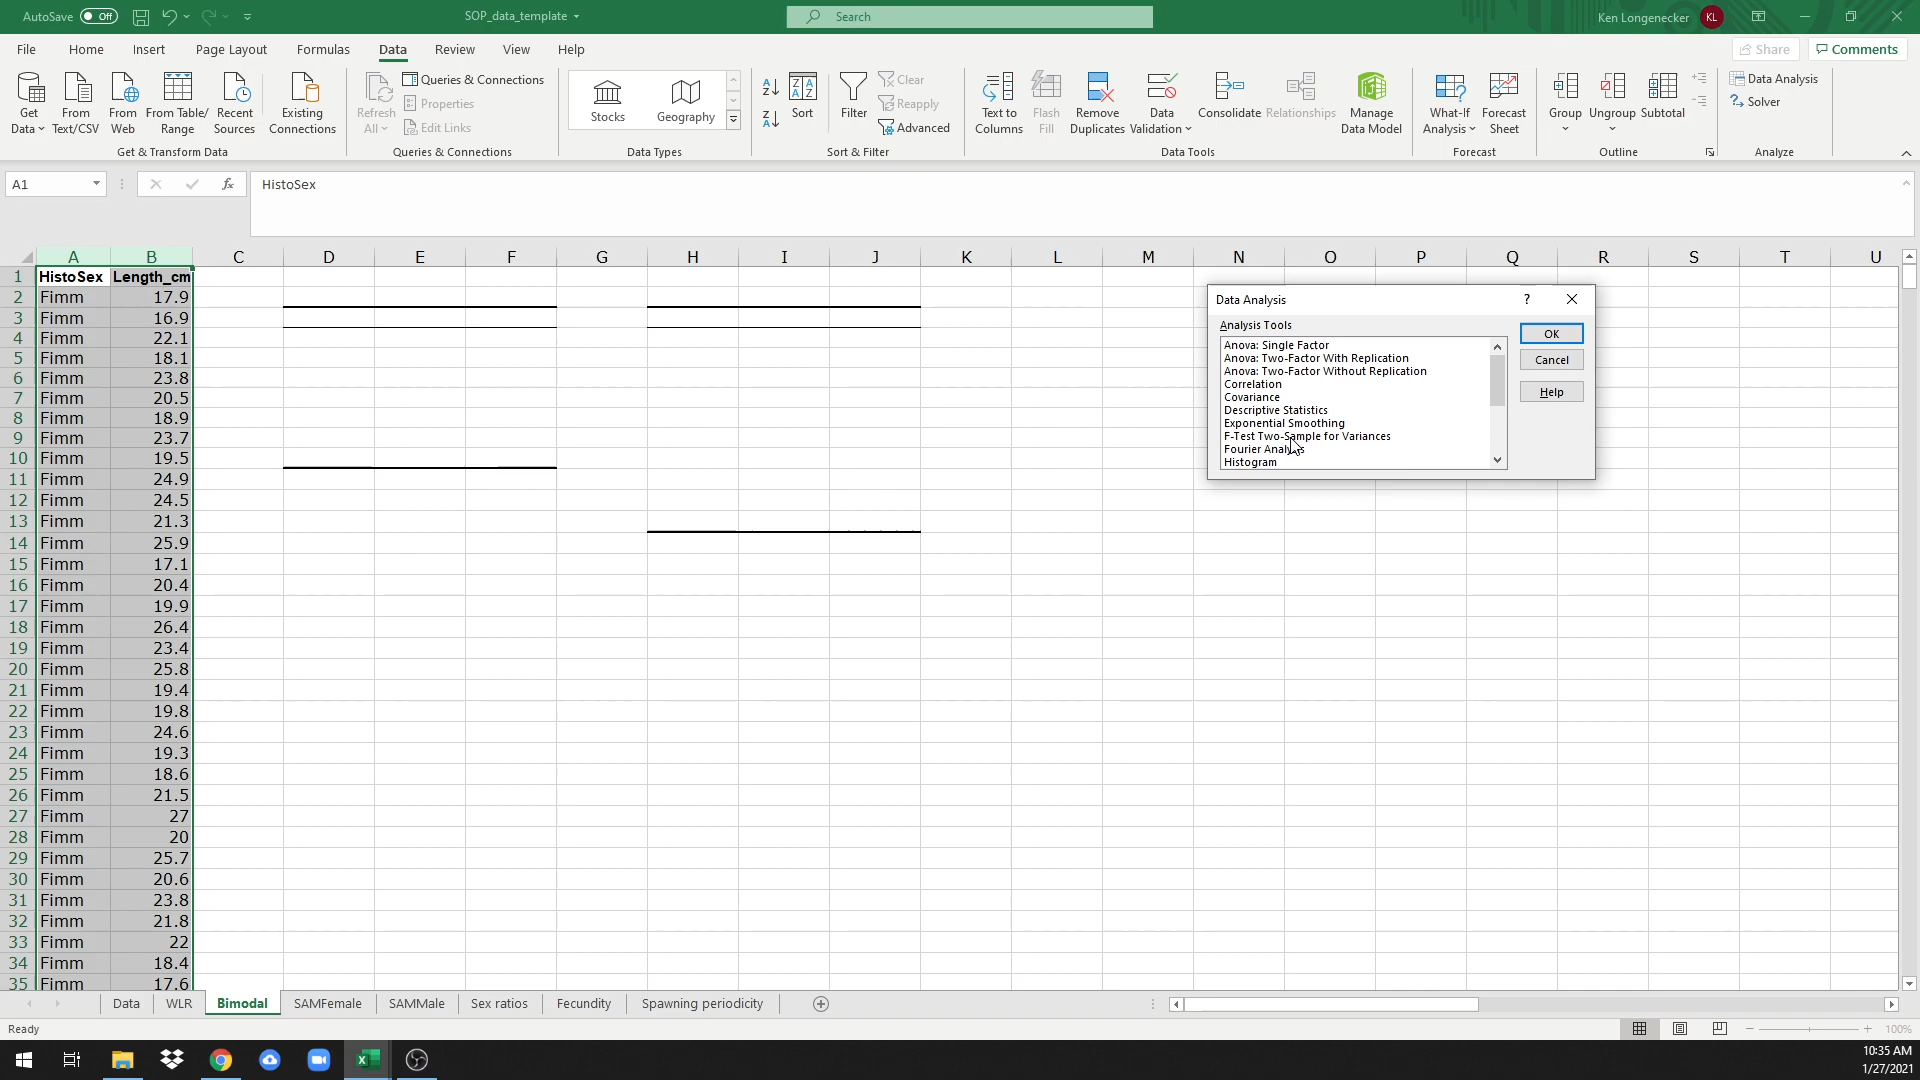 AutoSave Off SOP_data_template Search Ken Longenecker KL
File Home Insert Page Layout Formulas Data Review View Help Share Comments
Get Data From Text/CSV From Web From Table/ Range Recent Sources Existing Connections
Get & Transform Data
Refresh All Queries & Connections
Properties
Edit Links
Queries & Connections
Stocks Geography
Data Types
Sort Filter Clear
Reapply
Advanced
Sort & Filter
Text to Columns Flash Fill Remove Duplicates Data Validation Consolidate Relationships Manage Data Model
Data Tools
What-If Analysis Forecast Sheet
Forecast
Group Ungroup Subtotal
Outline
Data Analysis
Solver
Analyze
A1 fx HistoSex
A B C D E F G H I J K L M N O P Q R S T U
1 HistoSex Length_cm
2 Fimm 17.9
3 Fimm 16.9
4 Fimm 22.1
5 Fimm 18.1
6 Fimm 23.8
7 Fimm 20.5
8 Fimm 18.9
9 Fimm 23.7
10 Fimm 19.5
11 Fimm 24.9
12 Fimm 24.5
13 Fimm 21.3
14 Fimm 25.9
15 Fimm 17.1
16 Fimm 20.4
17 Fimm 19.9
18 Fimm 26.4
19 Fimm 23.4
20 Fimm 25.8
21 Fimm 19.4
22 Fimm 19.8
23 Fimm 24.6
24 Fimm 19.3
25 Fimm 18.6
26 Fimm 21.5
27 Fimm 27
28 Fimm 20
29 Fimm 25.7
30 Fimm 20.6
31 Fimm 23.8
32 Fimm 21.8
33 Fimm 22
34 Fimm 18.4
35 Fimm 17.6
Data Analysis ?
Analysis Tools
Anova: Single Factor
Anova: Two-Factor With Replication
Anova: Two-Factor Without Replication
Correlation
Covariance
Descriptive Statistics
Exponential Smoothing
F-Test Two-Sample for Variances
Fourier Analysis
Histogram
OK
Cancel
Help
Data WLR Bimodal SAMFemale SAMMale Sex ratios Fecundity Spawning periodicity
Ready 100%
10:35 AM
1/27/2021